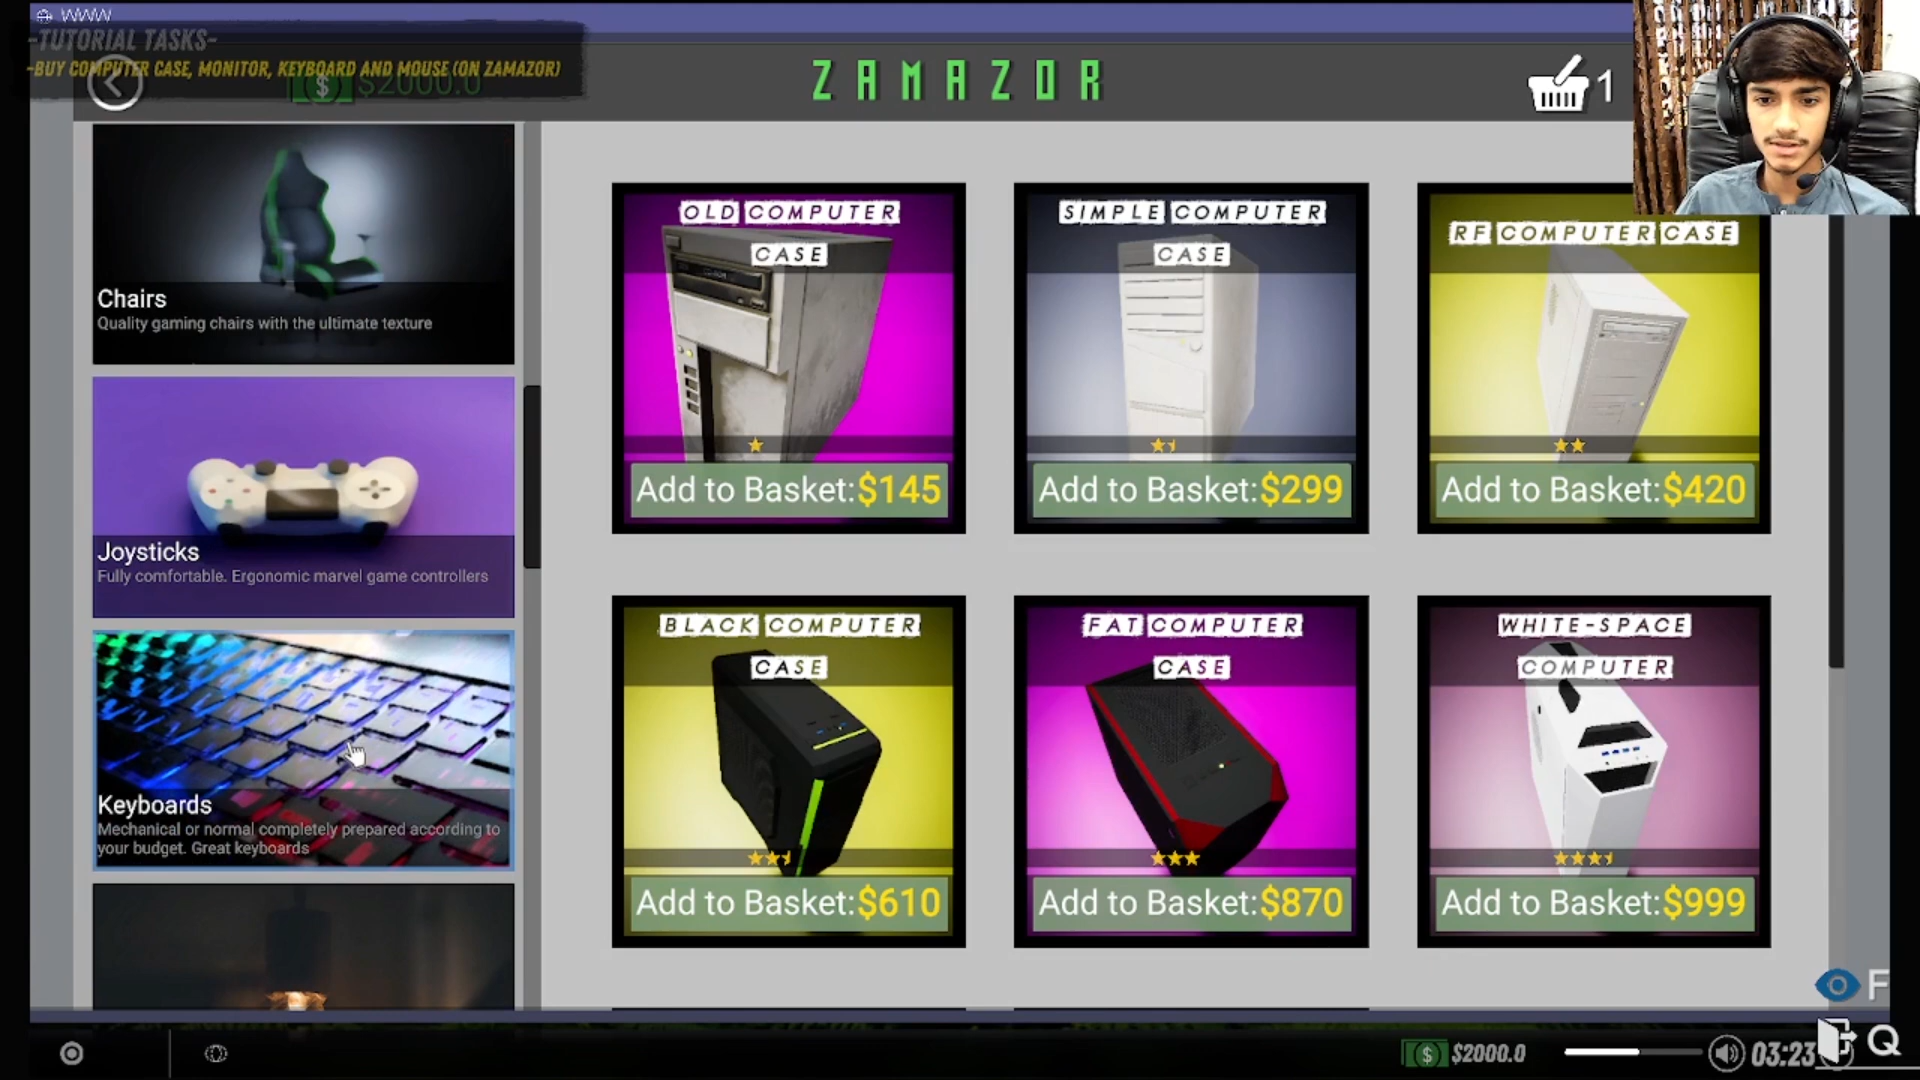 WWW
-TUTORIAL TASKS-
-BUY COMPUTER CASE, MONITOR, KEYBOARD AND MOUSE (ON ZAMAZOR)
$2000.0
ZAMAZOR
1
Chairs
Quality gaming chairs with the ultimate texture
Joysticks
Fully comfortable. Ergonomic marvel game controllers
Keyboards
Mechanical or normal completely prepared according to
your budget. Great keyboards
OLD COMPUTER
CASE
Add to Basket:$145
SIMPLE COMPUTER
CASE
Add to Basket:$299
RF COMPUTER CASE
Add to Basket:$420
BLACK COMPUTER
CASE
Add to Basket:$610
FAT COMPUTER
CASE
Add to Basket:$870
WHITE-SPACE
COMPUTER
Add to Basket:$999
F
$2000.0
03:23
Q